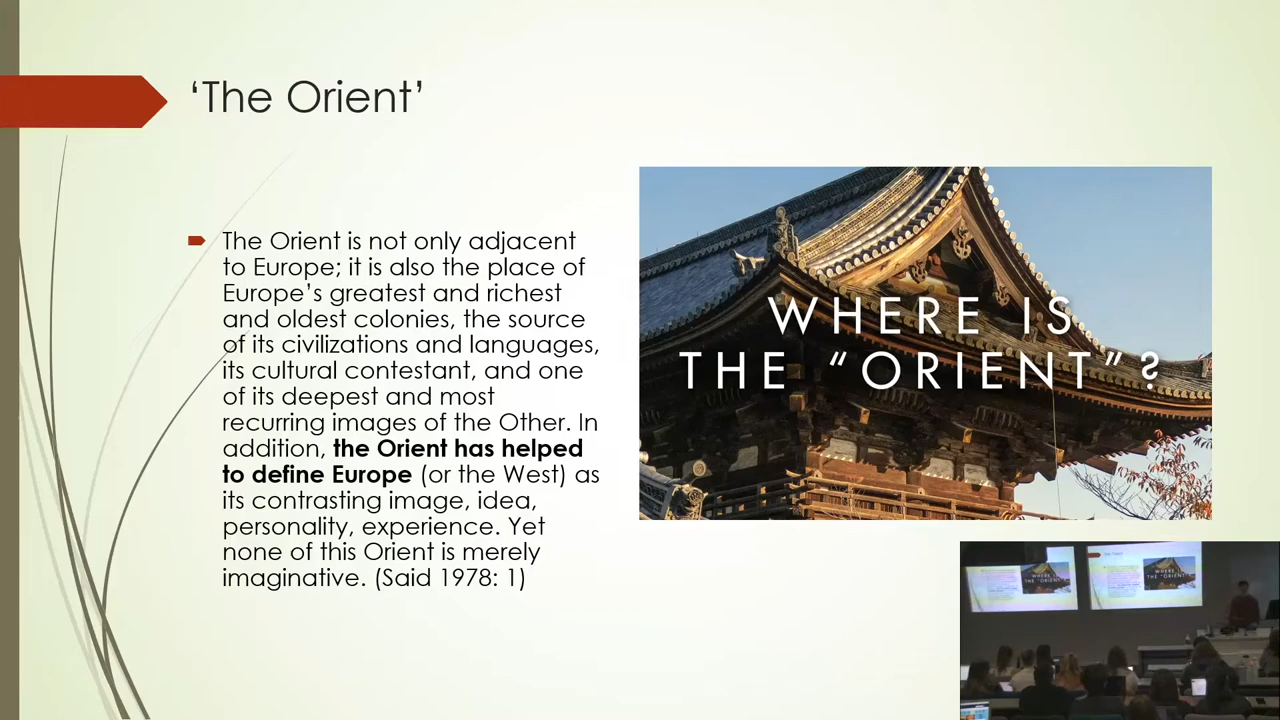 ‘The Orient’
The Orient is not only adjacent
to Europe; it is also the place of
Europe’s greatest and richest
and oldest colonies, the source
of its civilizations and languages,
its cultural contestant, and one
of its deepest and most
recurring images of the Other. In
addition, the Orient has helped
to define Europe (or the West) as
its contrasting image, idea,
personality, experience. Yet
none of this Orient is merely
imaginative. (Said 1978: 1)
WHERE IS
THE “ORIENT”?